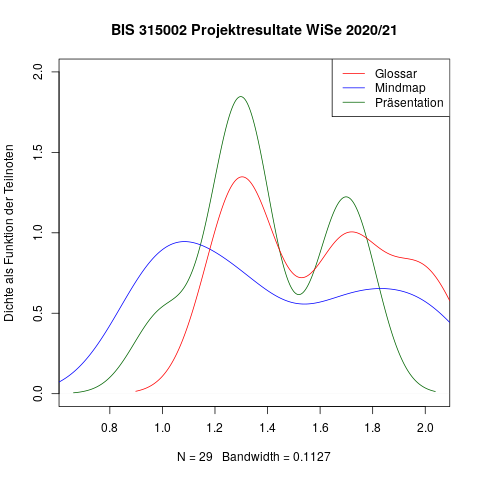 BIS 315002 Projektresultate WiSe 2020/21
Glossar
Mindmap
Präsentation
Dichte als Funktion der Teilnoten
2.0
1.5
1.0
0.5
0.0
0.8 1.0 1.2 1.4 1.6 1.8 2.0
N = 29 Bandwidth = 0.1127